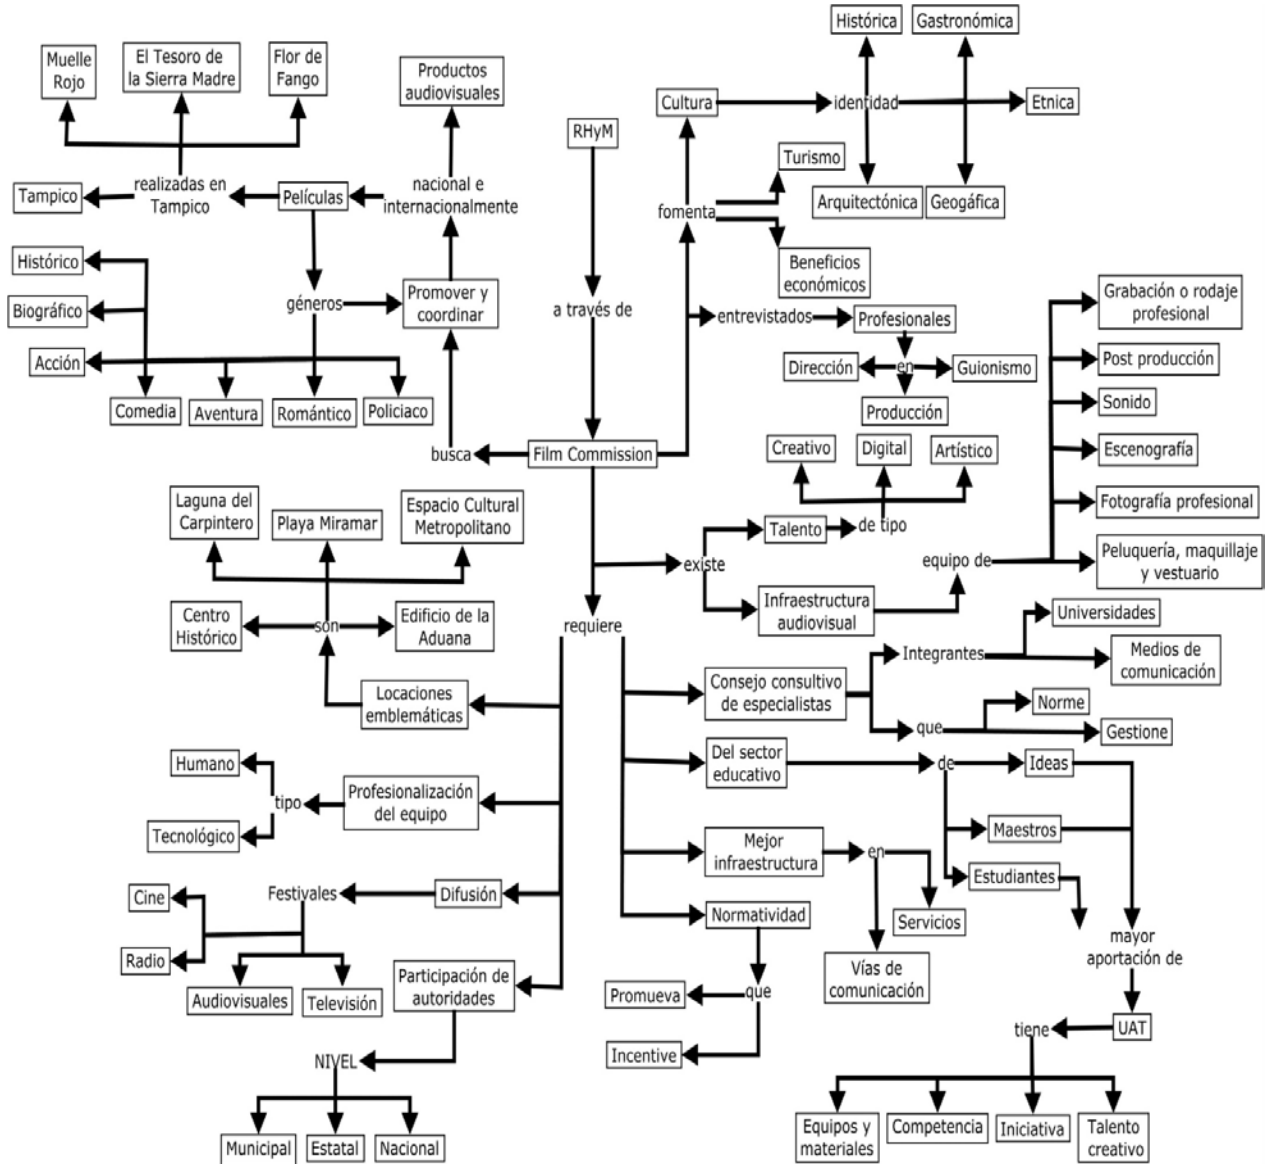 Histórica
Gastronómica
Muelle
Rojo
El Tesoro de
la Sierra Madre
Flor de
Fango
Productos
audiovisuales
Cultura
identidad
Etnica
RHyM
Turismo
Tampico
realizadas en
Tampico
Películas
nacional e
internacionalmente
fomenta
Arquitectónica
Geogáfica
Histórico
Beneficios
económicos
Biográfico
géneros
Promover y
coordinar
a través de
entrevistados
Profesionales
Grabación o rodaje
profesional
Acción
Dirección
en
Guionismo
Post producción
Comedia
Aventura
Romántico
Policiaco
Producción
Sonido
busca
Film Commission
Creativo
Digital
Artístico
Escenografía
Laguna del
Carpintero
Playa Miramar
Espacio Cultural
Metropolitano
Talento
de tipo
Fotografía profesional
existe
equipo de
Peluquería, maquillaje
y vestuario
Centro
Histórico
son
Edificio de la
Aduana
requiere
Infraestructura
audiovisual
Universidades
Integrantes
Medios de
comunicación
Locaciones
emblemáticas
Consejo consultivo
de especialistas
Norme
que
Gestione
Humano
Del sector
educativo
de
Ideas
tipo
Profesionalización
del equipo
Tecnológico
Maestros
Mejor
infraestructura
en
Estudiantes
Cine
Festivales
Difusión
Normatividad
Servicios
mayor
aportación de
Radio
Audiovisuales
Televisión
Participación de
autoridades
Vías de
comunicación
Promueva
que
tiene
UAT
Incentive
NIVEL
Municipal
Estatal
Nacional
Equipos y
materiales
Competencia
Iniciativa
Talento
creativo